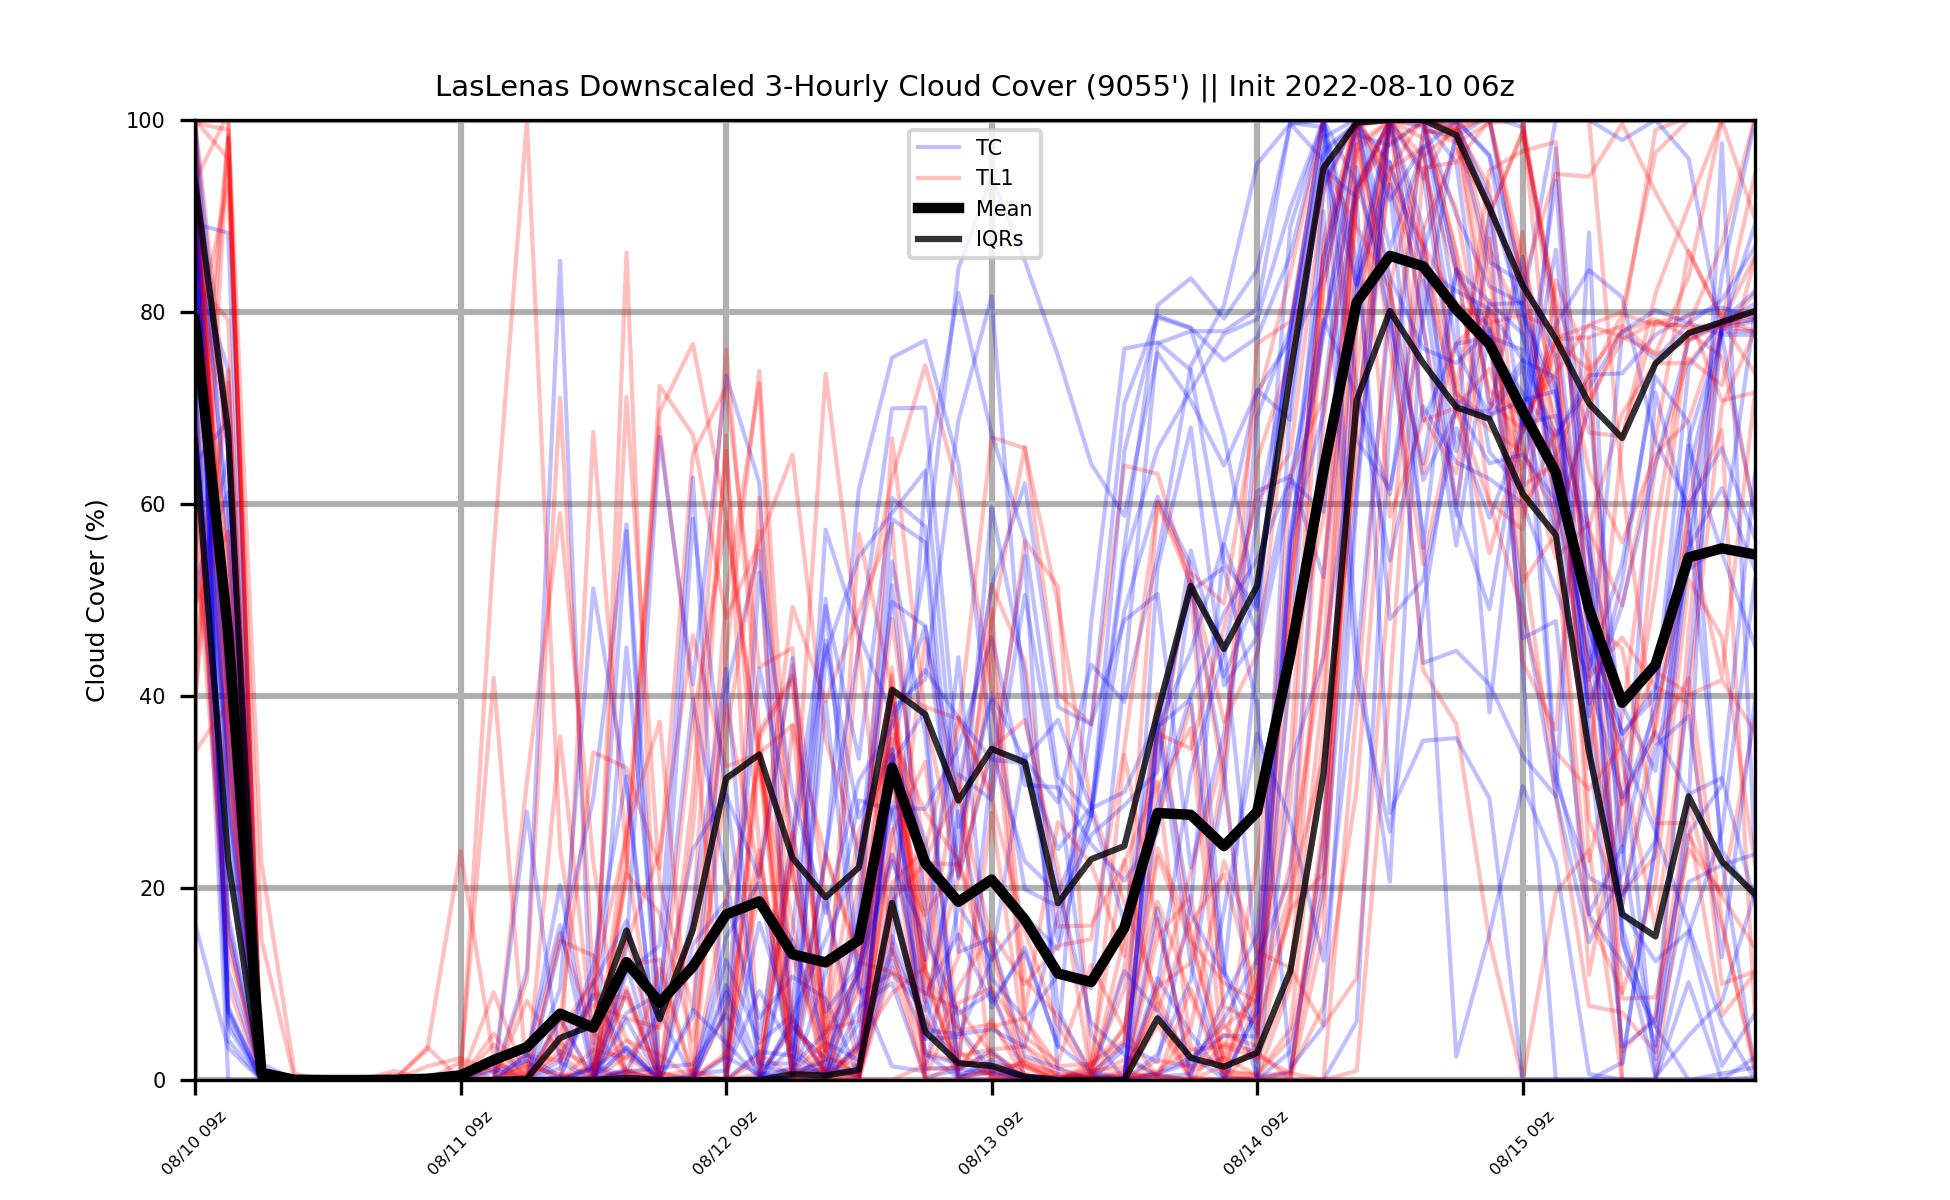 LasLenas Downscaled 3-Hourly Cloud Cover (9055') || Init 2022-08-10 06z
TC
TL1
Mean
IQRs
Cloud Cover (%)
100
80
60
40
20
0
08/10 09z
08/11 09z
08/12 09z
08/13 09z
08/14 09z
08/15 09z